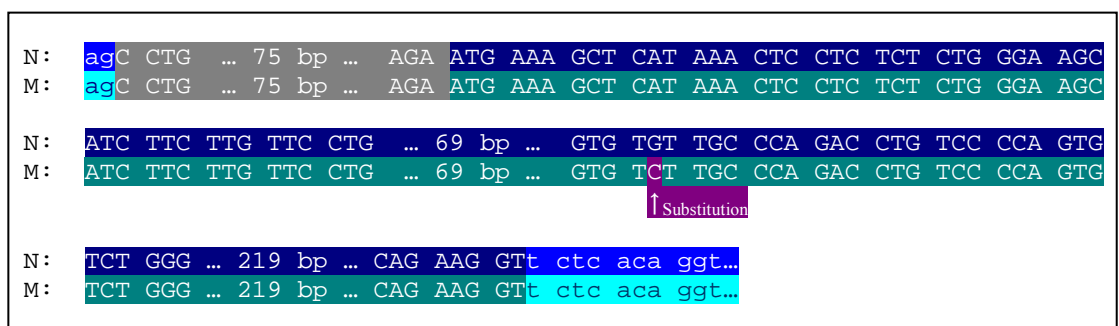 N: agC CTG … 75 bp … AGA ATG AAA GCT CAT AAA CTC CTC TCT CTG GGA AGC
M: agC CTG … 75 bp … AGA ATG AAA GCT CAT AAA CTC CTC TCT CTG GGA AGC
N: ATC TTC TTG TTC CTG … 69 bp … GTG TGT TGC CCA GAC CTG TCC CCA GTG
M: ATC TTC TTG TTC CTG … 69 bp … GTG TCT TGC CCA GAC CTG TCC CCA GTG
↑Substitution
N: TCT GGG … 219 bp … CAG AAG GTt ctc aca ggt…
M: TCT GGG … 219 bp … CAG AAG GTt ctc aca ggt…